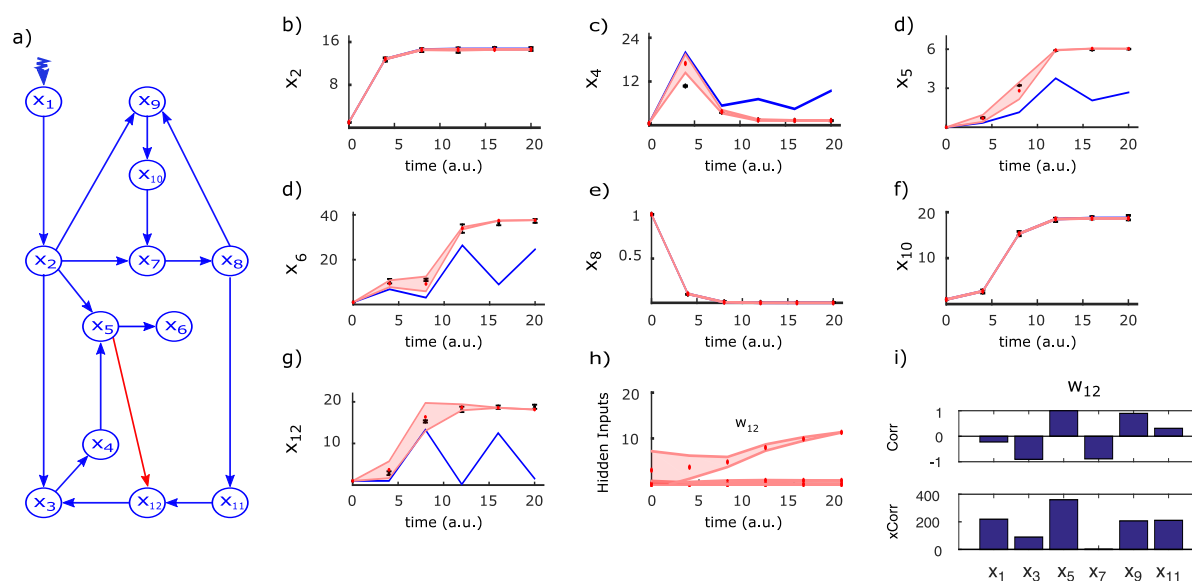 a)
x1
x9
x10
x2
x7
x8
x5
x6
x4
x3
x12
x11
b)
x2
16
8
0 5 10 15 20
time (a.u.)
c)
x4
24
12
0 5 10 15 20
time (a.u.)
d)
x5
6
3
0 5 10 15 20
time (a.u.)
d)
x6
40
20
0 5 10 15 20
time (a.u.)
e)
x8
1
0.5
0 5 10 15 20
time (a.u.)
f)
x10
20
10
0 5 10 15 20
time (a.u.)
g)
x12
20
10
0 5 10 15 20
time (a.u.)
h)
Hidden Inputs
20
10
w12
0 5 10 15 20
time (a.u.)
i)
w12
Corr
1
0
-1
xCorr
400
200
0
x1 x3 x5 x7 x9 x11